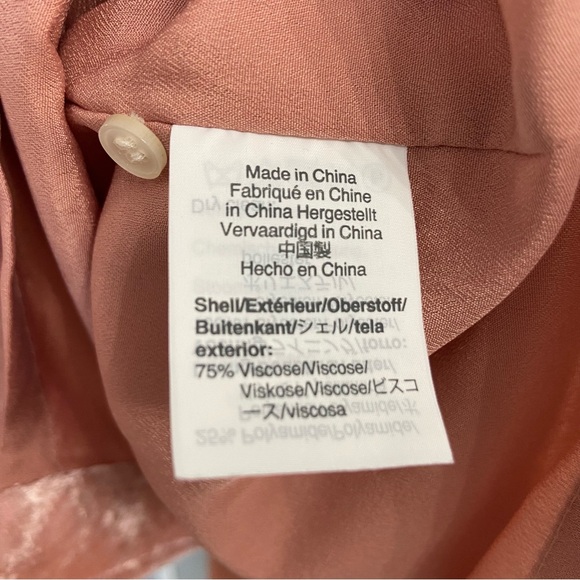 Made in China
Fabriqué en Chine
in China Hergestellt
Vervaardigd in China
中国製
Hecho en China
Shell/Extérieur/Oberstoff/
Buitenkant/シェル/tela
exterior:
75% Viscose/Viscose/
Viskose/Viscose/ビスコ
ース/viscosa